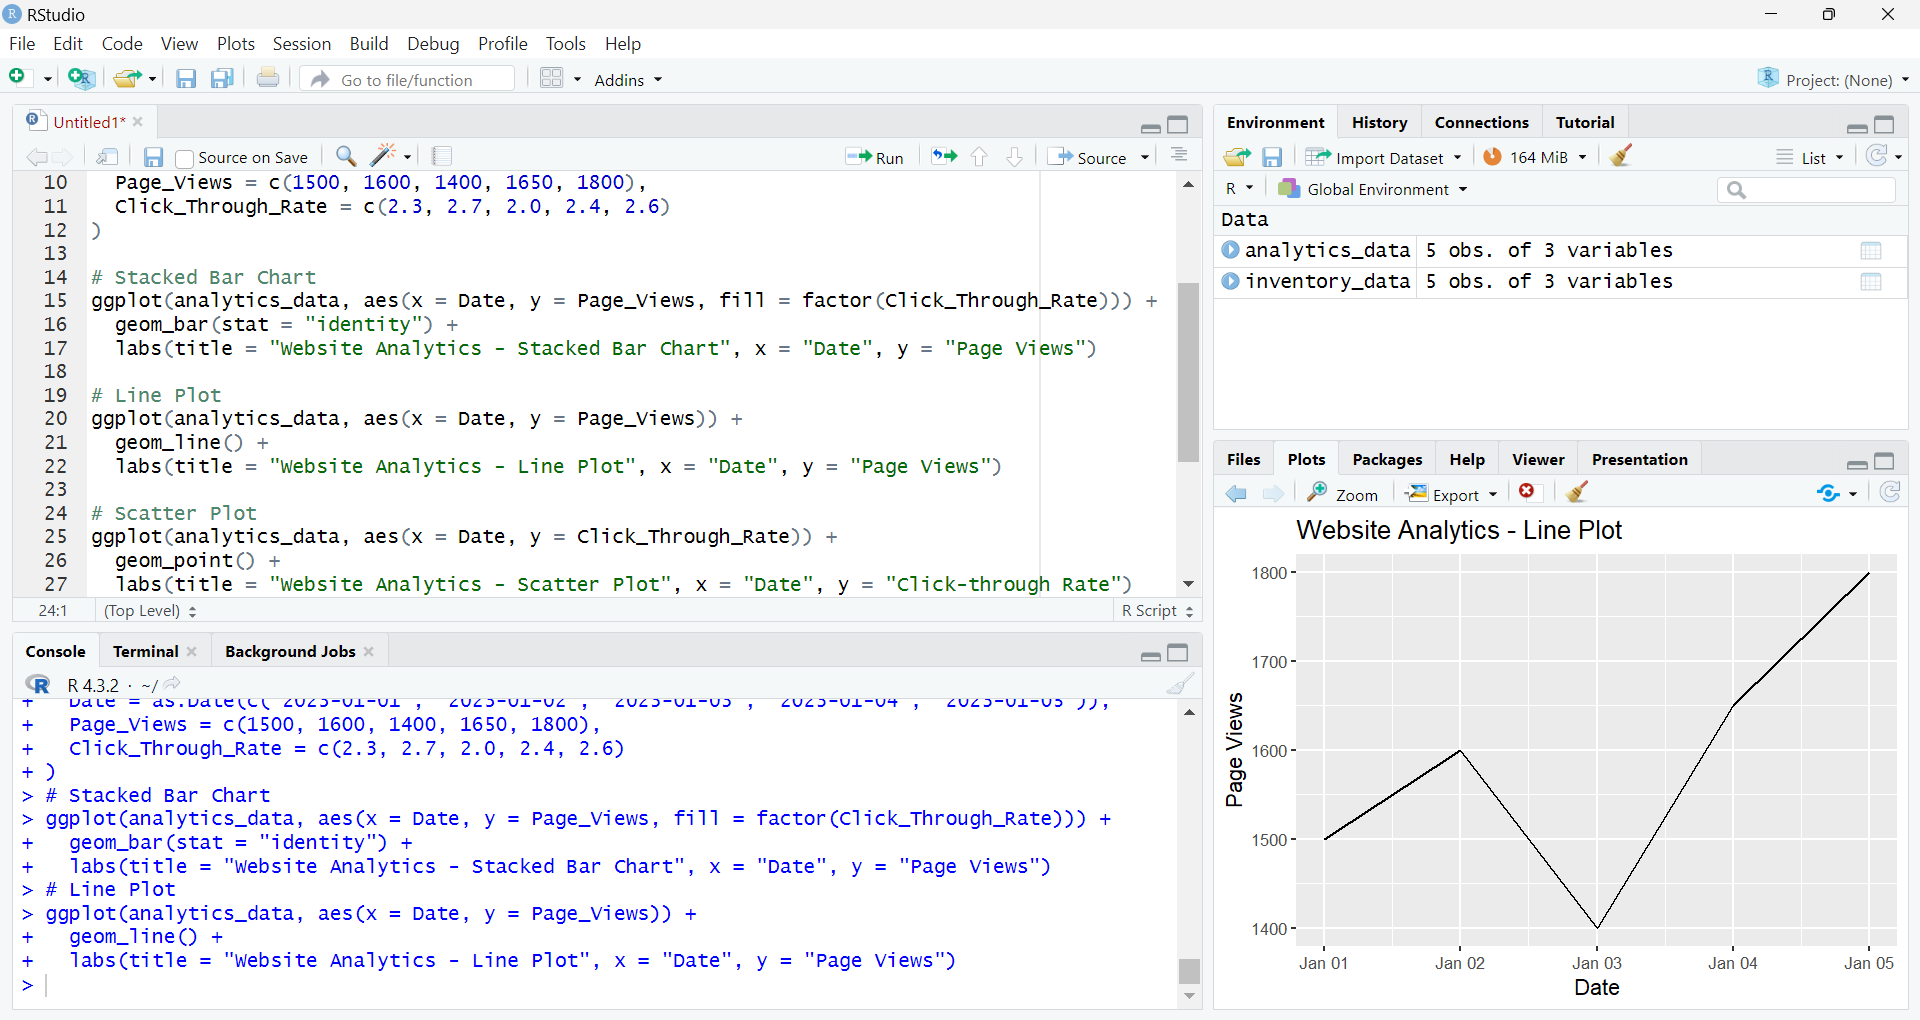 RStudio
File Edit Code View Plots Session Build Debug Profile Tools Help
Go to file/function Addins Project: (None)
Untitled1*
Source on Save Run Source
10 Page_Views = c(1500, 1600, 1400, 1650, 1800),
11 Click_Through_Rate = c(2.3, 2.7, 2.0, 2.4, 2.6)
12 )
13
14 # Stacked Bar Chart
15 ggplot(analytics_data, aes(x = Date, y = Page_Views, fill = factor(Click_Through_Rate))) +
16 geom_bar(stat = "identity") +
17 labs(title = "Website Analytics - Stacked Bar Chart", x = "Date", y = "Page Views")
18
19 # Line Plot
20 ggplot(analytics_data, aes(x = Date, y = Page_Views)) +
21 geom_line() +
22 labs(title = "Website Analytics - Line Plot", x = "Date", y = "Page Views")
23
24 # Scatter Plot
25 ggplot(analytics_data, aes(x = Date, y = Click_Through_Rate)) +
26 geom_point() +
27 labs(title = "Website Analytics - Scatter Plot", x = "Date", y = "Click-through Rate")
24:1 (Top Level) R Script
Console Terminal Background Jobs
R 4.3.2 · ~/
+ Date = as.Date(c("2023-01-01", "2023-01-02", "2023-01-03", "2023-01-04", "2023-01-05")),
+ Page_Views = c(1500, 1600, 1400, 1650, 1800),
+ Click_Through_Rate = c(2.3, 2.7, 2.0, 2.4, 2.6)
+ )
> # Stacked Bar Chart
> ggplot(analytics_data, aes(x = Date, y = Page_Views, fill = factor(Click_Through_Rate))) +
+ geom_bar(stat = "identity") +
+ labs(title = "Website Analytics - Stacked Bar Chart", x = "Date", y = "Page Views")
> # Line Plot
> ggplot(analytics_data, aes(x = Date, y = Page_Views)) +
+ geom_line() +
+ labs(title = "Website Analytics - Line Plot", x = "Date", y = "Page Views")
>
Environment History Connections Tutorial
Import Dataset 164 MiB List
R Global Environment
Data
analytics_data 5 obs. of 3 variables
inventory_data 5 obs. of 3 variables
Files Plots Packages Help Viewer Presentation
Zoom Export
Website Analytics - Line Plot
1800
1700
1600
1500
1400
Page Views
Jan 01 Jan 02 Jan 03 Jan 04 Jan 05
Date